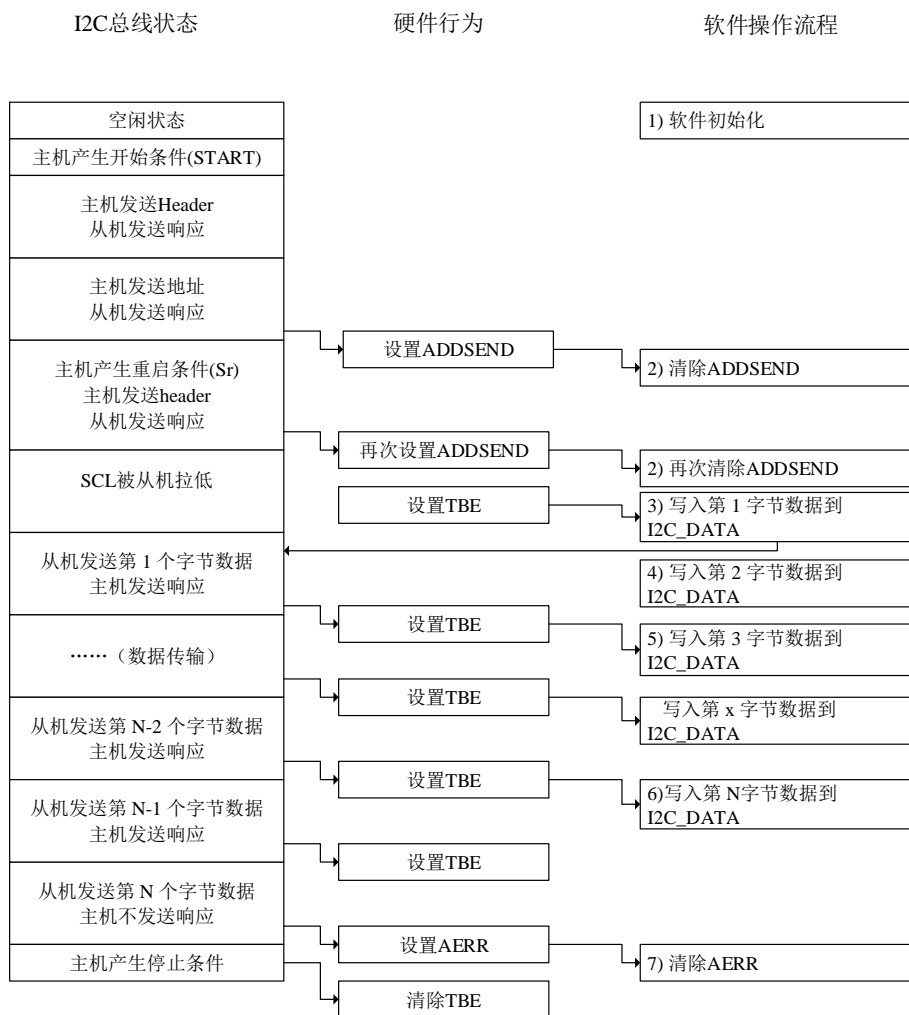 I2C总线状态
硬件行为
软件操作流程
空闲状态
1) 软件初始化
主机产生开始条件(START)
主机发送Header
从机发送响应
主机发送地址
从机发送响应
设置ADDSEND
2) 清除ADDSEND
主机产生重启条件(Sr)
主机发送header
从机发送响应
再次设置ADDSEND
2) 再次清除ADDSEND
SCL被从机拉低
设置TBE
3) 写入第 1 字节数据到
I2C_DATA
从机发送第 1 个字节数据
主机发送响应
4) 写入第 2 字节数据到
I2C_DATA
设置TBE
5) 写入第 3 字节数据到
I2C_DATA
……（数据传输）
设置TBE
写入第 x 字节数据到
I2C_DATA
从机发送第 N-2 个字节数据
主机发送响应
设置TBE
6)写入第 N字节数据到
I2C_DATA
从机发送第 N-1 个字节数据
主机发送响应
设置TBE
从机发送第 N 个字节数据
主机不发送响应
设置AERR
7) 清除AERR
主机产生停止条件
清除TBE